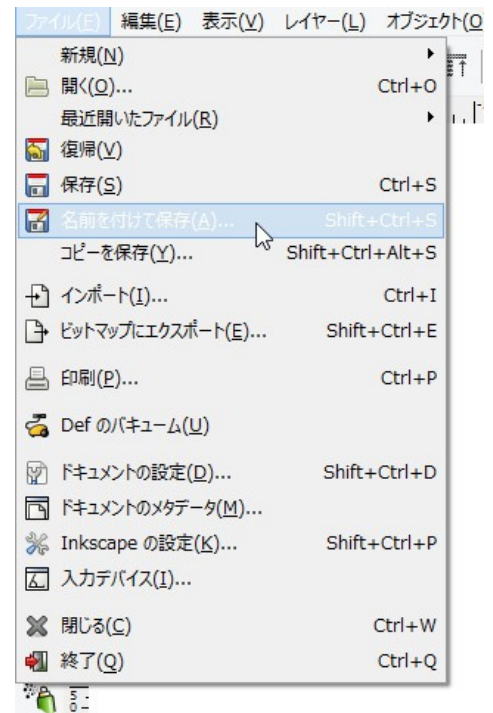 ファイル(F) 編集(E) 表示(V) レイヤー(L) オブジェクト(O
新規(N)
開く(O)... Ctrl+O
最近開いたファイル(R)
復帰(V)
保存(S) Ctrl+S
名前を付けて保存(A)... Shift+Ctrl+S
コピーを保存(Y)... Shift+Ctrl+Alt+S
インポート(I)... Ctrl+I
ビットマップにエクスポート(E)... Shift+Ctrl+E
印刷(P)... Ctrl+P
Def のバキューム(U)
ドキュメントの設定(D)... Shift+Ctrl+D
ドキュメントのメタデータ(M)...
Inkscape の設定(K)... Shift+Ctrl+P
入力デバイス(I)...
閉じる(C) Ctrl+W
終了(Q) Ctrl+Q
5
0